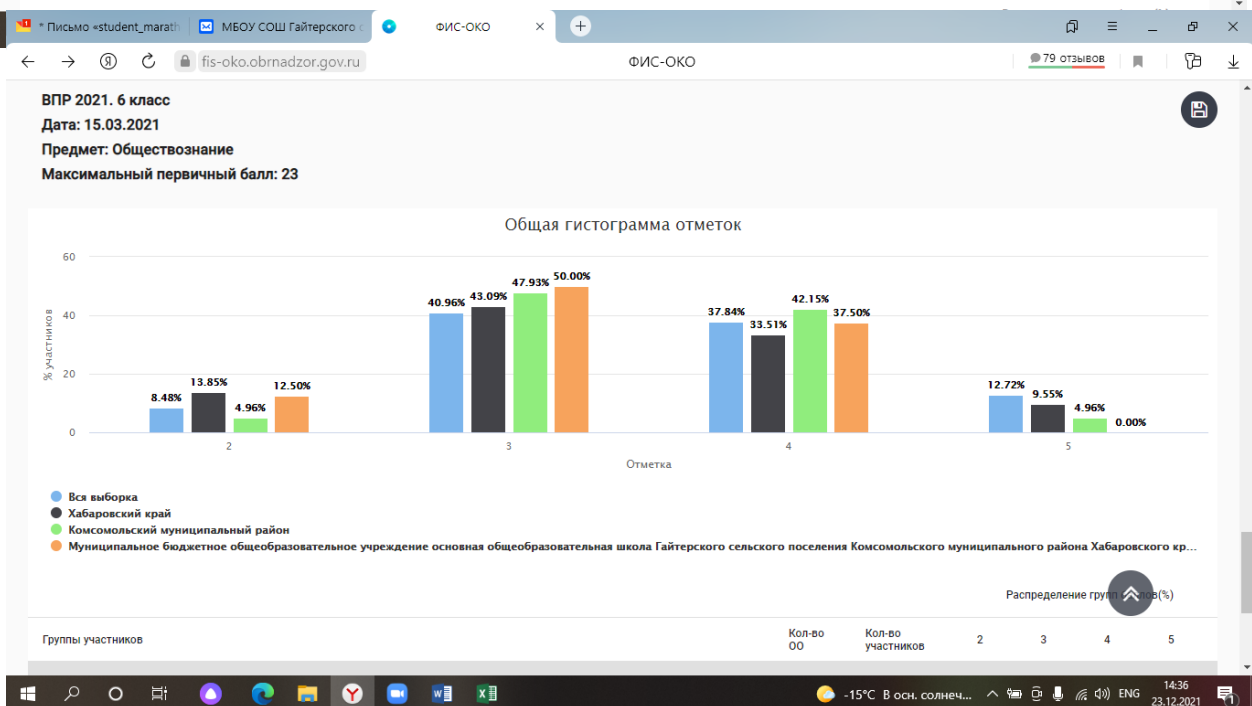 * Письмо «student_marath
МБОУ СОШ Гайтерского с
ФИС-ОКО
fis-oko.obrnadzor.gov.ru
ФИС-ОКО
79 отзывов
ВПР 2021. 6 класс
Дата: 15.03.2021
Предмет: Обществознание
Максимальный первичный балл: 23
Общая гистограмма отметок
% участников
60
40
20
0
8.48%
13.85%
4.96%
12.50%
40.96%
43.09%
47.93%
50.00%
37.84%
33.51%
42.15%
37.50%
12.72%
9.55%
4.96%
0.00%
2
3
4
5
Отметка
Вся выборка
Хабаровский край
Комсомольский муниципальный район
Муниципальное бюджетное общеобразовательное учреждение основная общеобразовательная школа Гайтерского сельского поселения Комсомольского муниципального района Хабаровского кр...
Распределение (%)
Группы участников
Кол-во ОО
Кол-во участников
2
3
4
5
-15°C В осн. солнеч...
ENG
14:36
23.12.2021